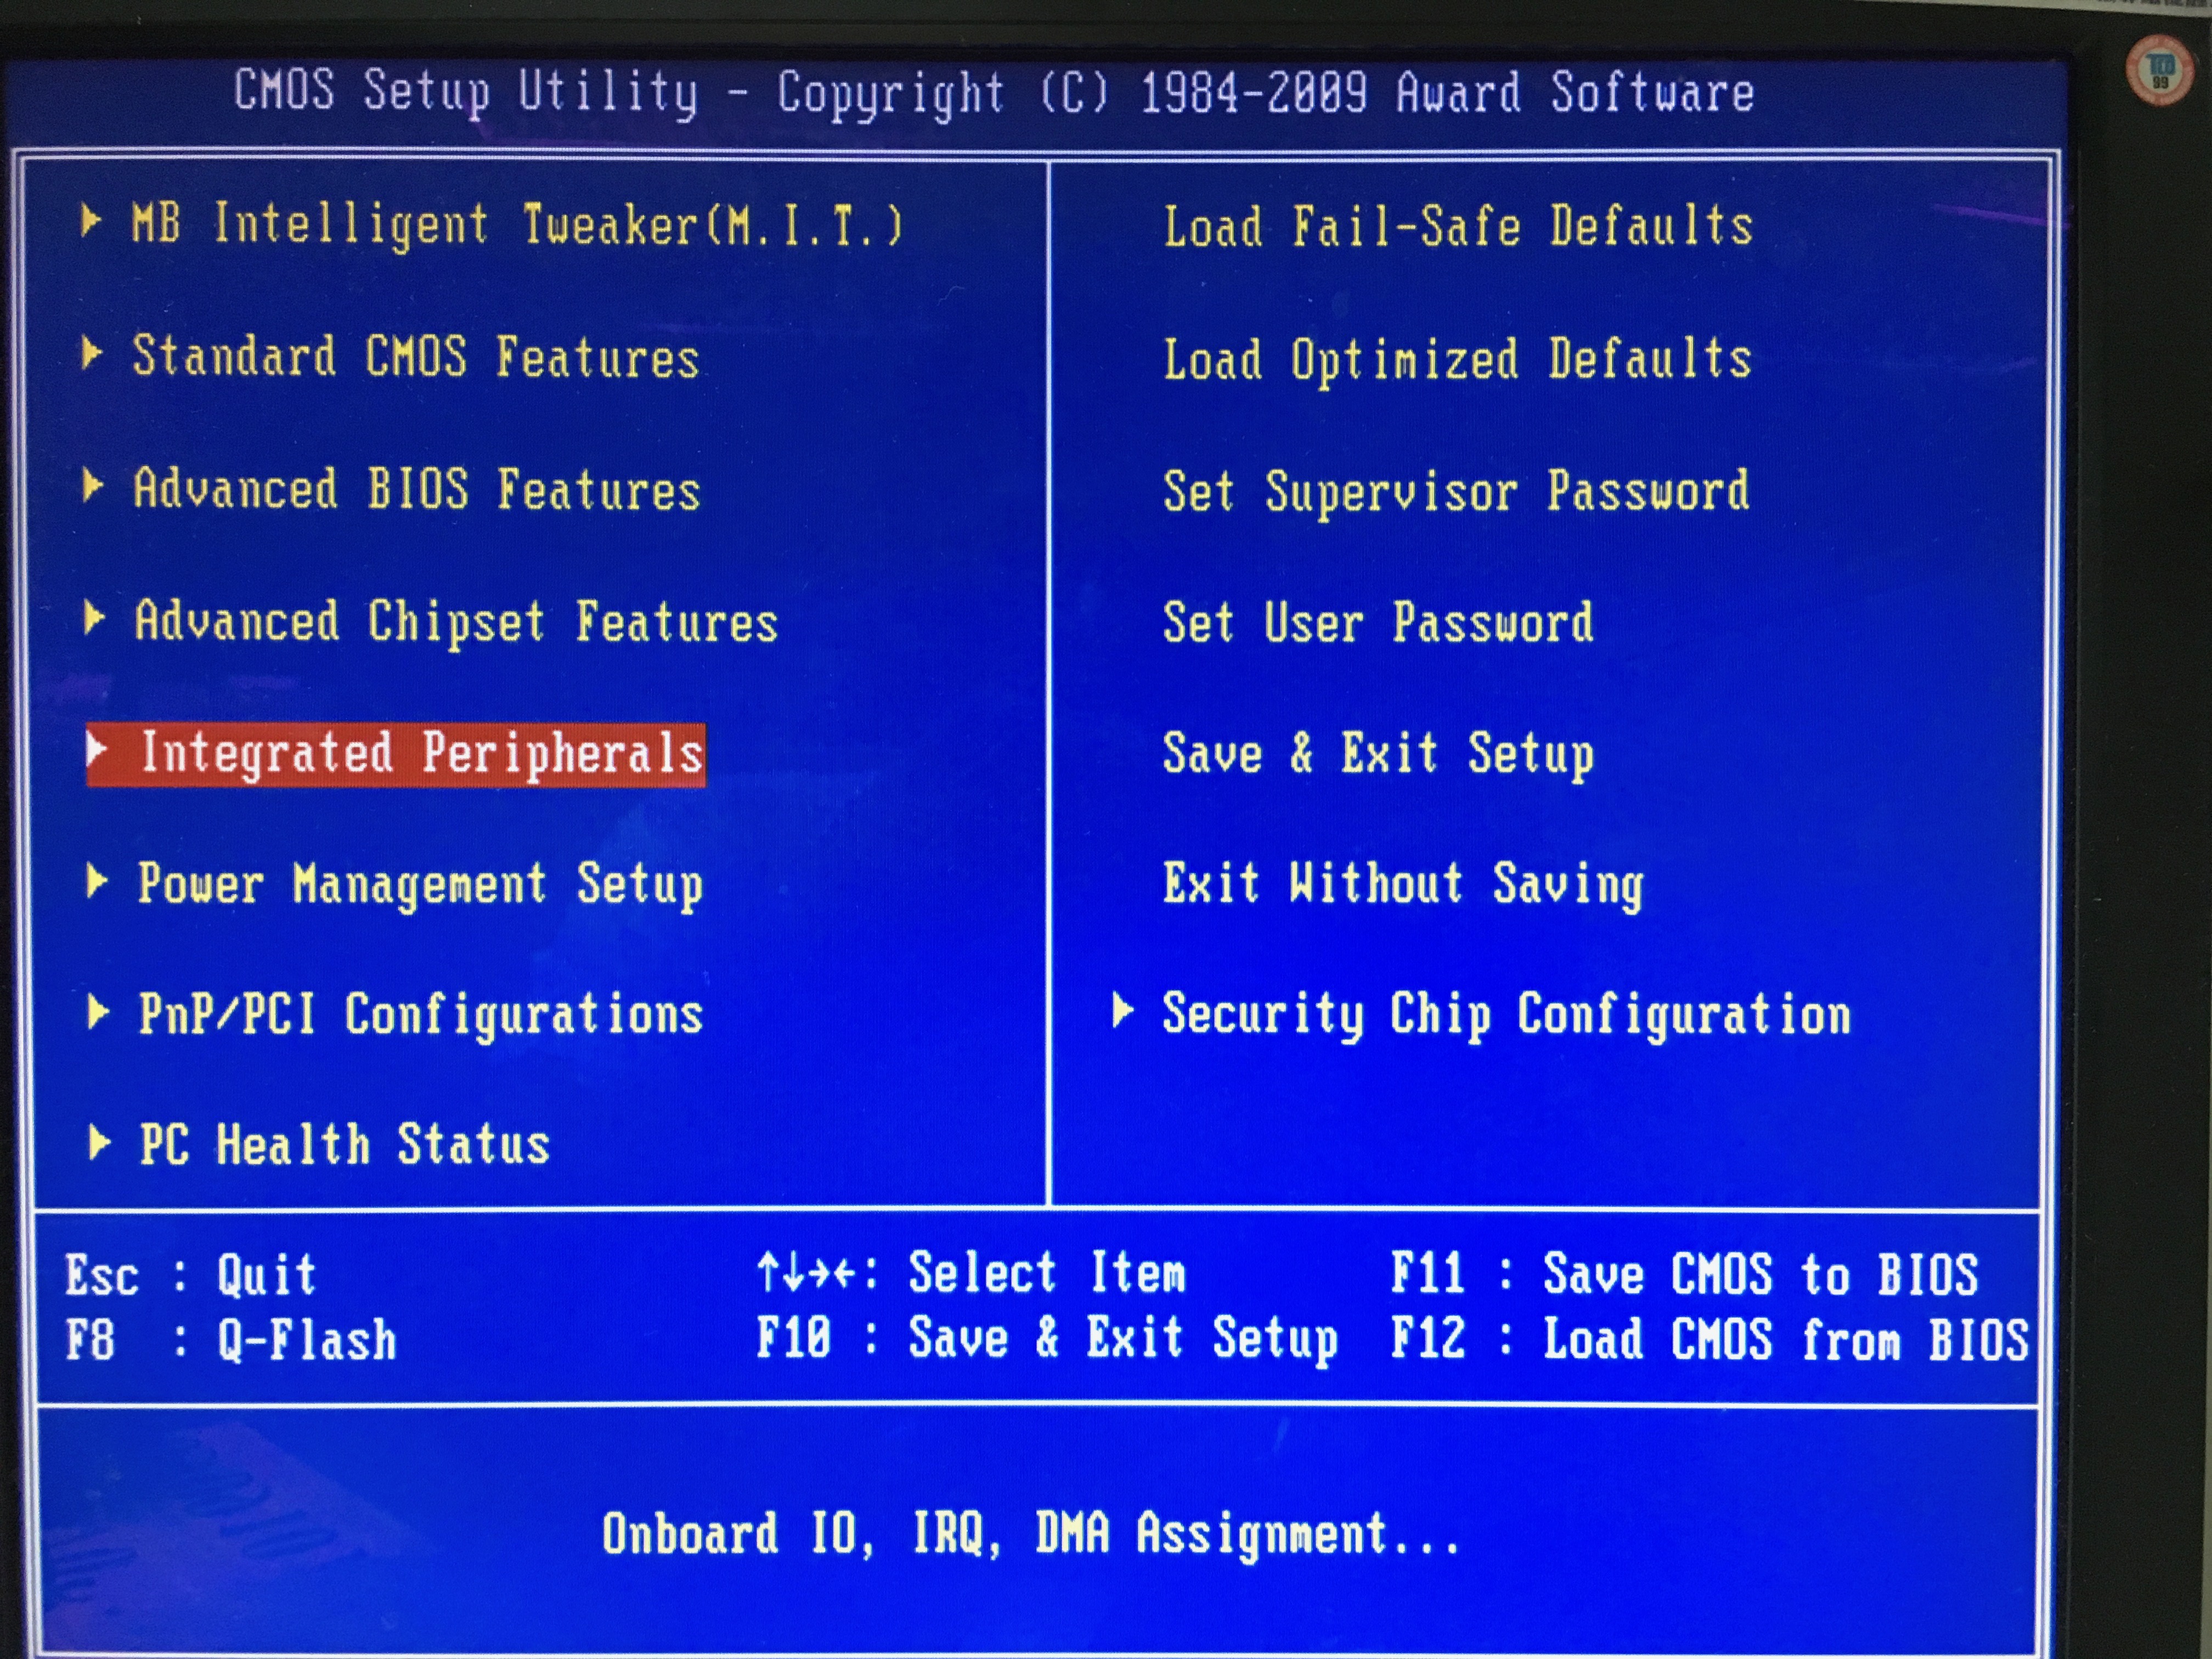 CMOS Setup Utility - Copyright (C) 1984-2009 Award Software
MB Intelligent Tweaker(M.I.T.)
Standard CMOS Features
Advanced BIOS Features
Advanced Chipset Features
Integrated Peripherals
Power Management Setup
PnP/PCI Configurations
PC Health Status
Load Fail-Safe Defaults
Load Optimized Defaults
Set Supervisor Password
Set User Password
Save & Exit Setup
Exit Without Saving
Security Chip Configuration
Esc : Quit
F8 : Q-Flash
↑↓→←: Select Item
F10 : Save & Exit Setup
F11 : Save CMOS to BIOS
F12 : Load CMOS from BIOS
Onboard IO, IRQ, DMA Assignment...
TCO
99